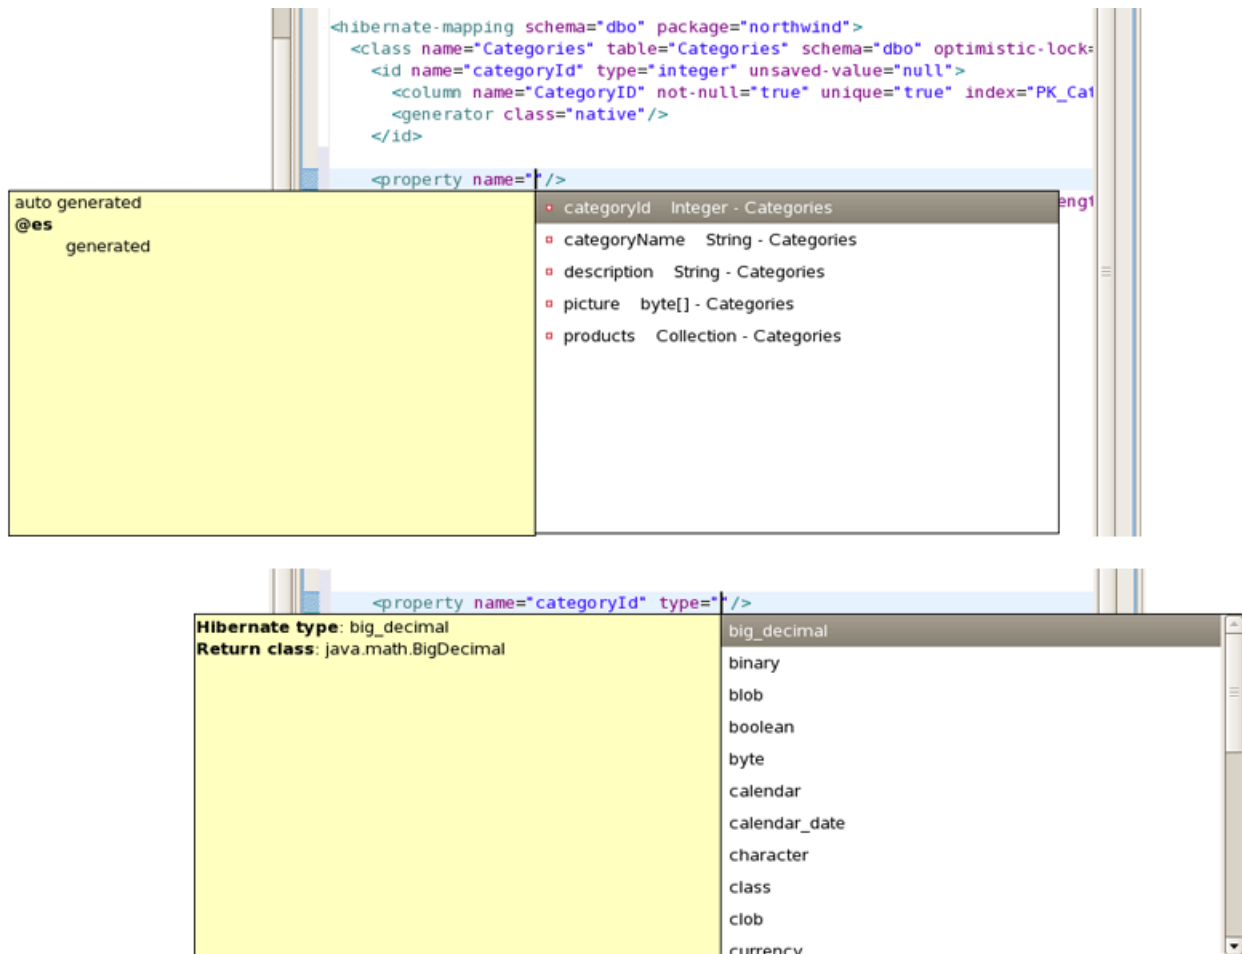 <hibernate-mapping schema="dbo" package="northwind">
<class name="Categories" table="Categories" schema="dbo" optimistic-lock=
<id name="categoryId" type="integer" unsaved-value="null">
<column name="CategoryID" not-null="true" unique="true" index="PK_Cat
<generator class="native"/>
</id>
<property name=""/>
engt
auto generated
@es
generated
categoryId Integer - Categories
categoryName String - Categories
description String - Categories
picture byte[] - Categories
products Collection - Categories
<property name="categoryId" type=""/>
Hibernate type: big_decimal
Return class: java.math.BigDecimal
big_decimal
binary
blob
boolean
byte
calendar
calendar_date
character
class
clob
currency